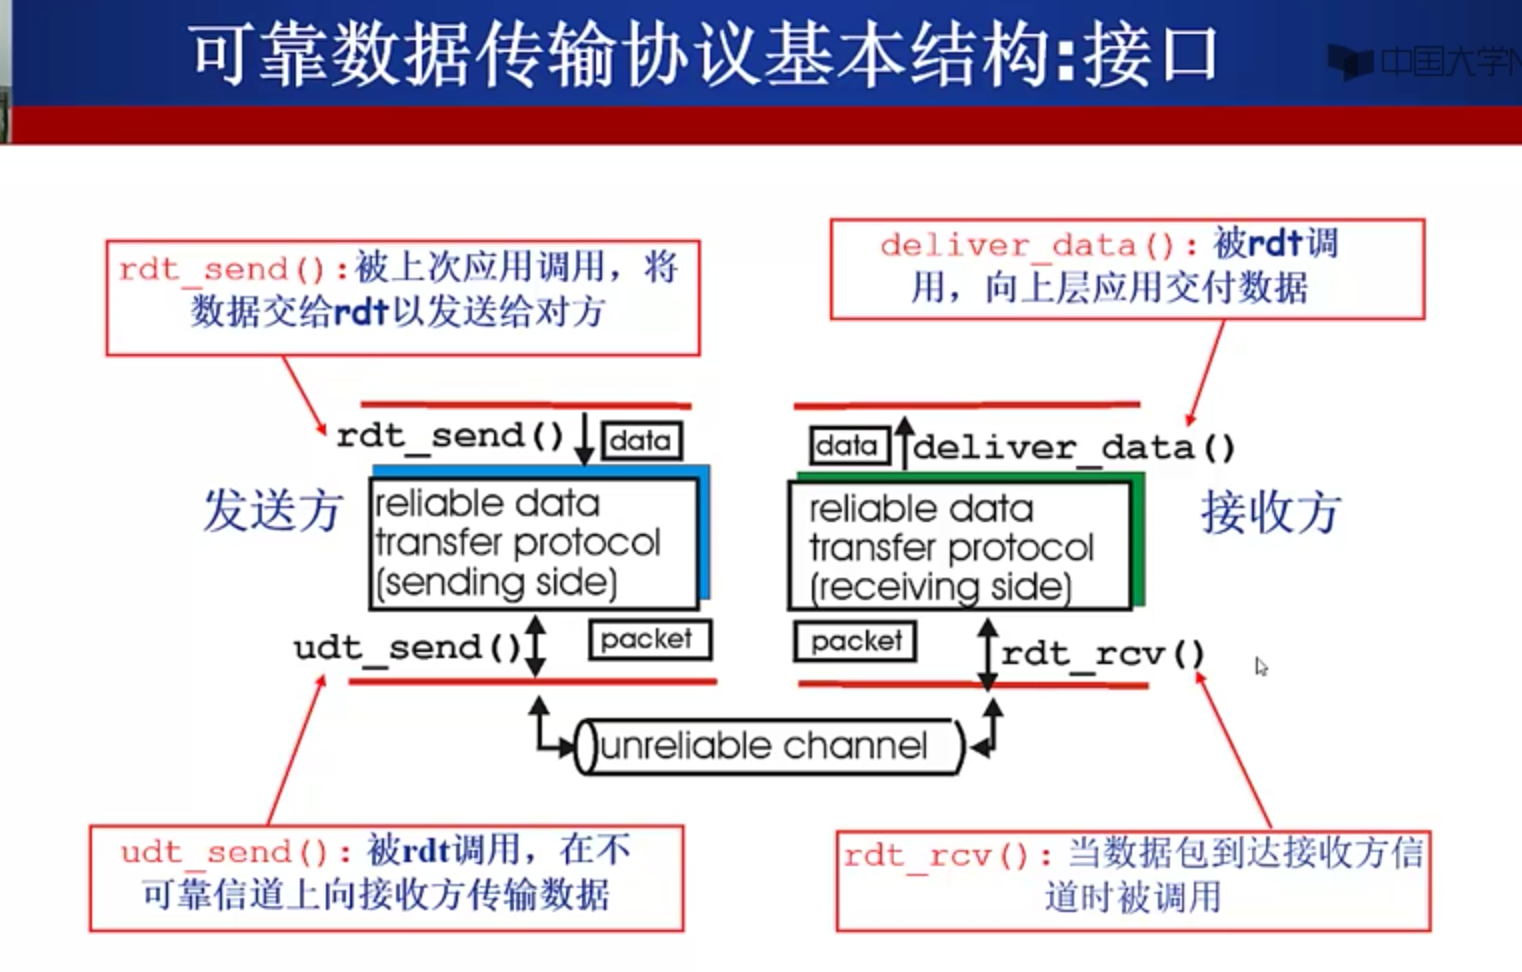 可靠数据传输协议基本结构:接口
中国大学
rdt_send():被上次应用调用，将
数据交给rdt以发送给对方
deliver_data(): 被rdt调
用，向上层应用交付数据
rdt_send()
data
data
deliver_data()
发送方
reliable data
transfer protocol
(sending side)
reliable data
transfer protocol
(receiving side)
接收方
udt_send()
packet
packet
rdt_rcv()
unreliable channel
udt_send(): 被rdt调用，在不
可靠信道上向接收方传输数据
rdt_rcv(): 当数据包到达接收方信
道时被调用